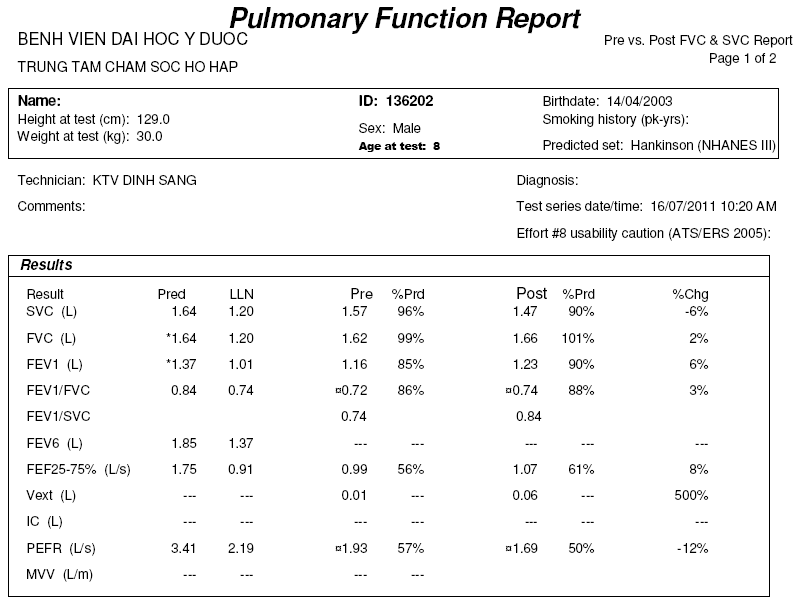 Pulmonary Function Report
BENH VIEN DAI HOC Y DUOC
Pre vs. Post FVC & SVC Report
Page 1 of 2
TRUNG TAM CHAM SOC HO HAP
Name: ID: 136202 Birthdate: 14/04/2003
Height at test (cm): 129.0 Smoking history (pk-yrs):
Sex: Male
Weight at test (kg): 30.0
Age at test: 8 Predicted set: Hankinson (NHANES III)
Technician: KTV DINH SANG Diagnosis:
Comments: Test series date/time: 16/07/2011 10:20 AM
Effort #8 usability caution (ATS/ERS 2005):
Results
Result Pred LLN Pre %Prd Post %Prd %Chg
SVC (L) 1.64 1.20 1.57 96% 1.47 90% -6%
FVC (L) *1.64 1.20 1.62 99% 1.66 101% 2%
FEV1 (L) *1.37 1.01 1.16 85% 1.23 90% 6%
FEV1/FVC 0.84 0.74 ¤0.72 86% ¤0.74 88% 3%
FEV1/SVC 0.74 0.84
FEV6 (L) 1.85 1.37 --- --- --- --- ---
FEF25-75% (L/s) 1.75 0.91 0.99 56% 1.07 61% 8%
Vext (L) --- --- 0.01 --- 0.06 --- 500%
IC (L) --- --- --- --- --- --- ---
PEFR (L/s) 3.41 2.19 ¤1.93 57% ¤1.69 50% -12%
MVV (L/m) --- --- --- ---